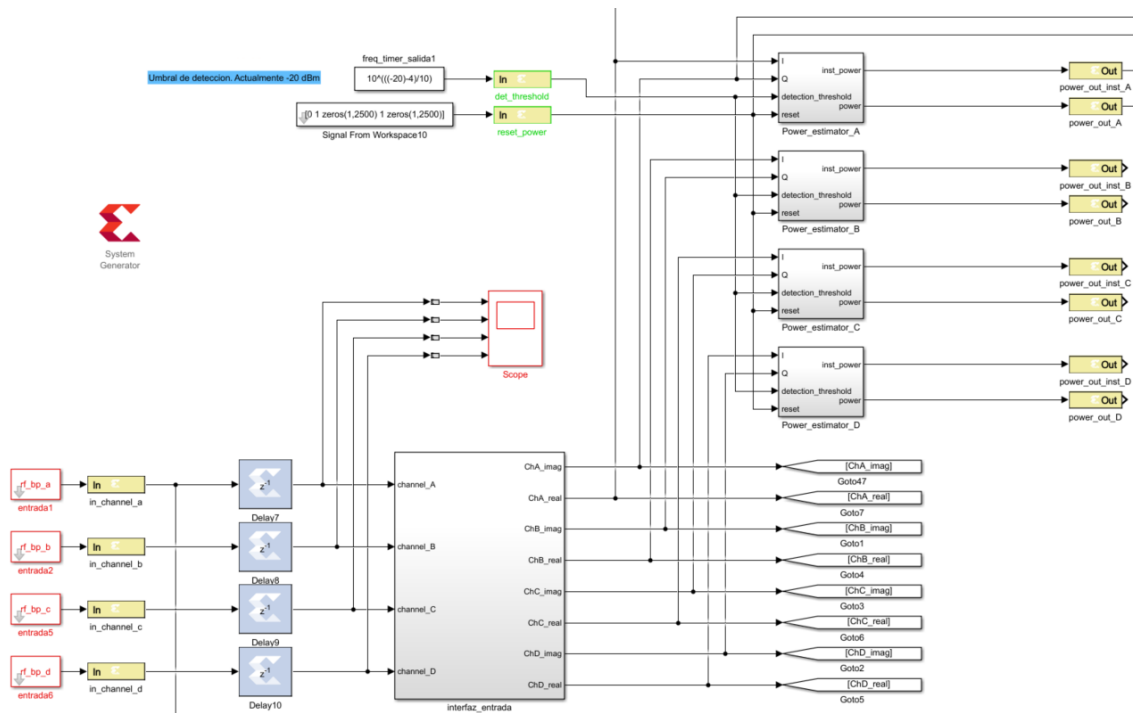 freq_timer_salida1
Umbral de deteccion. Actualmente -20 dBm
10^(((-20)-4)/10)
In
det_threshold
[0 1 zeros(1,2500) 1 zeros(1,2500)]
In
Signal From Workspace10
reset_power
I
Q
detection_threshold
reset
inst_power
power
Power_estimator_A
Out
power_out_inst_A
Out
power_out_A
I
Q
detection_threshold
reset
inst_power
power
Power_estimator_B
Out
power_out_inst_B
Out
power_out_B
System
Generator
I
Q
detection_threshold
reset
inst_power
power
Power_estimator_C
Out
power_out_inst_C
Out
power_out_C
Scope
I
Q
detection_threshold
reset
inst_power
power
Power_estimator_D
Out
power_out_inst_D
Out
power_out_D
rf_bp_a
entrada1
In
in_channel_a
z-1
Delay7
rf_bp_b
entrada2
In
in_channel_b
z-1
Delay8
rf_bp_c
entrada5
In
in_channel_c
z-1
Delay9
rf_bp_d
entrada6
In
in_channel_d
z-1
Delay10
channel_A
channel_B
channel_C
channel_D
ChA_imag
ChA_real
ChB_imag
ChB_real
ChC_imag
ChC_real
ChD_imag
ChD_real
interfaz_entrada
[ChA_imag]
Goto47
[ChA_real]
Goto7
[ChB_imag]
Goto1
[ChB_real]
Goto4
[ChC_imag]
Goto3
[ChC_real]
Goto6
[ChD_imag]
Goto2
[ChD_real]
Goto5